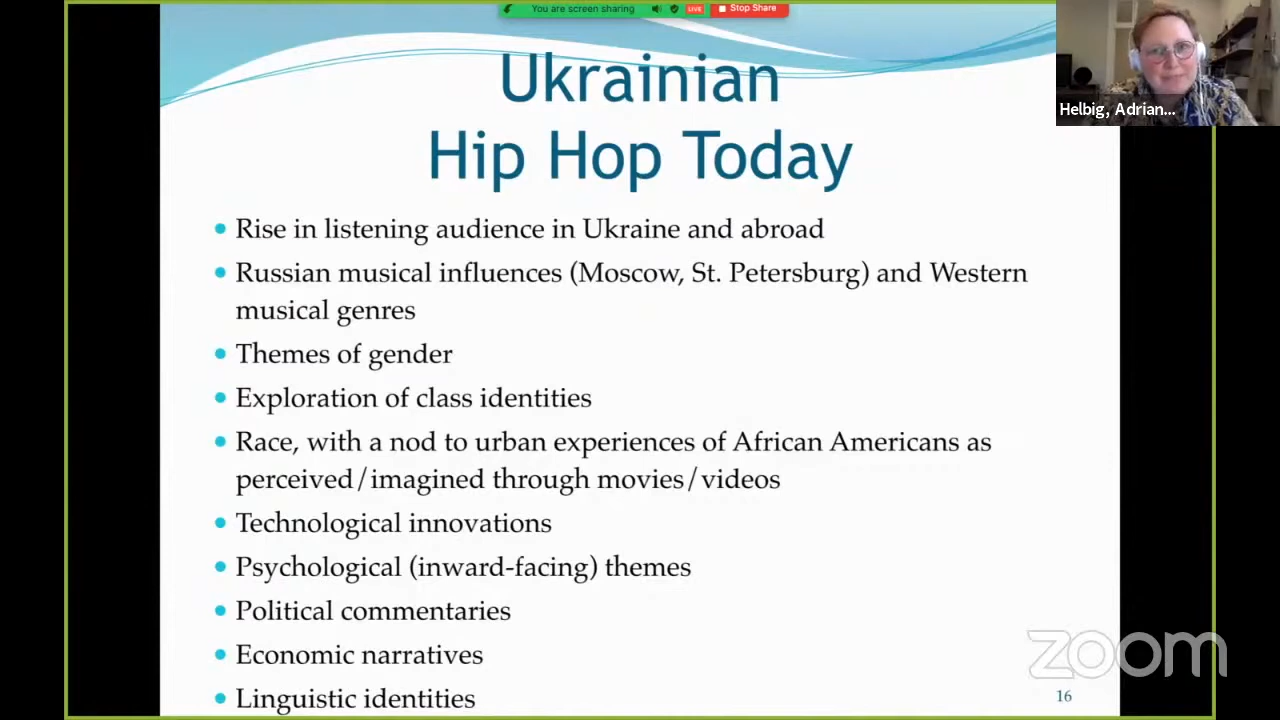 You are screen sharing
LIVE
Stop Share
Helbig, Adrian...
Ukrainian
Hip Hop Today
• Rise in listening audience in Ukraine and abroad
• Russian musical influences (Moscow, St. Petersburg) and Western
musical genres
• Themes of gender
• Exploration of class identities
• Race, with a nod to urban experiences of African Americans as
perceived/imagined through movies/videos
• Technological innovations
• Psychological (inward-facing) themes
• Political commentaries
• Economic narratives
• Linguistic identities
zoom
16